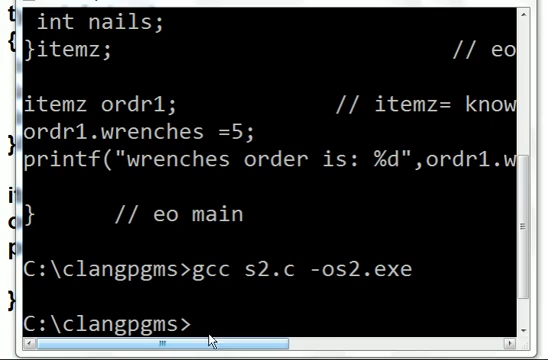 int nails;
}itemz; // eo
itemz ordr1; // itemz= know
ordr1.wrenches =5;
printf("wrenches order is: %d",ordr1.w
} // eo main
C:\clangpgms>gcc s2.c -os2.exe
C:\clangpgms>